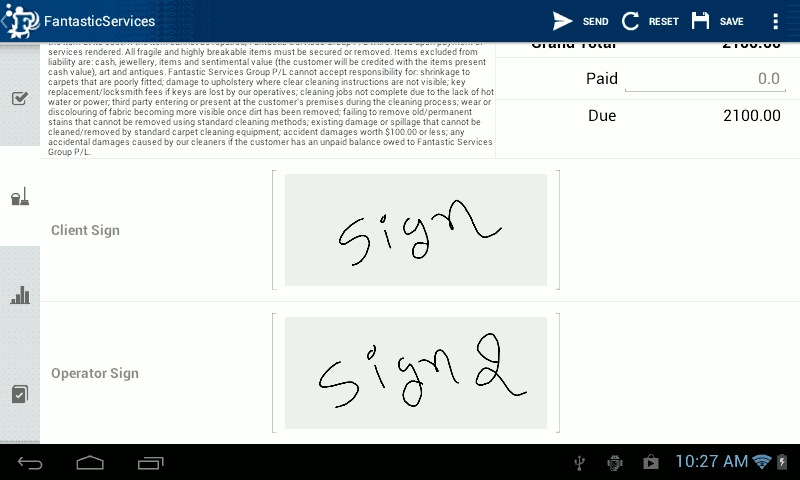 FantasticServices
SEND
RESET
SAVE
services rendered. All fragile and highly breakable items must be secured or removed. Items excluded from
liability are: cash, jewellery, items and sentimental value (the customer will be credited with the items present
cash value), art and antiques. Fantastic Services Group P/L cannot accept responsibility for: shrinkage to
carpets that are poorly fitted; damage to upholstery where clear cleaning instructions are not visible; key
replacement/locksmith fees if keys are lost by our operatives; cleaning jobs not complete due to the lack of hot
water or power; third party entering or present at the customer's premises during the cleaning process; wear or
discolouring of fabric becoming more visible once dirt has been removed; failing to remove old/permanent
stains that cannot be removed using standard cleaning methods; existing damage or spillage that cannot be
cleaned/removed by standard carpet cleaning equipment; accident damages worth $100.00 or less; any
accidental damages caused by our cleaners if the customer has an unpaid balance owed to Fantastic Services
Group P/L.
Grand Total 2100.00
Paid 0.0
Due 2100.00
Client Sign
sign
Operator Sign
sign 2
10:27 AM